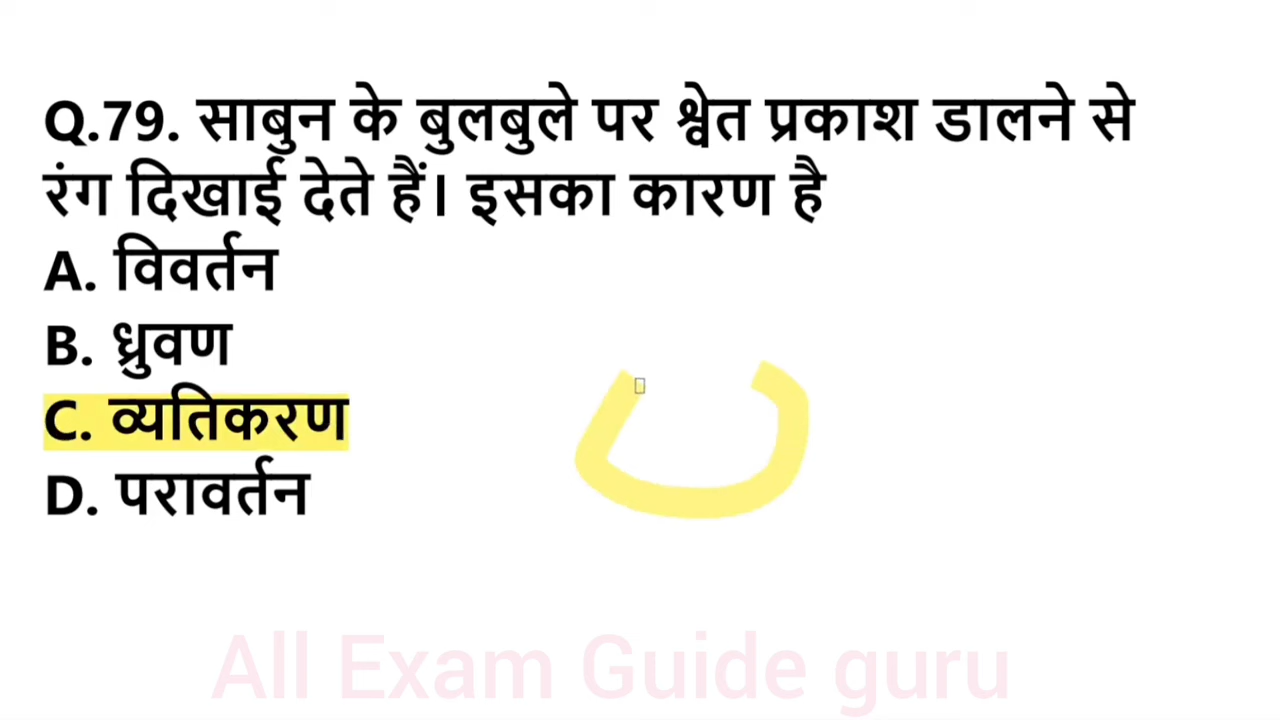 Q.79. साबुन के बुलबुले पर श्वेत प्रकाश डालने से
रंग दिखाई देते हैं। इसका कारण है
A. विवर्तन
B. ध्रुवण
C. व्यतिकरण
D. परावर्तन
All Exam Guide guru